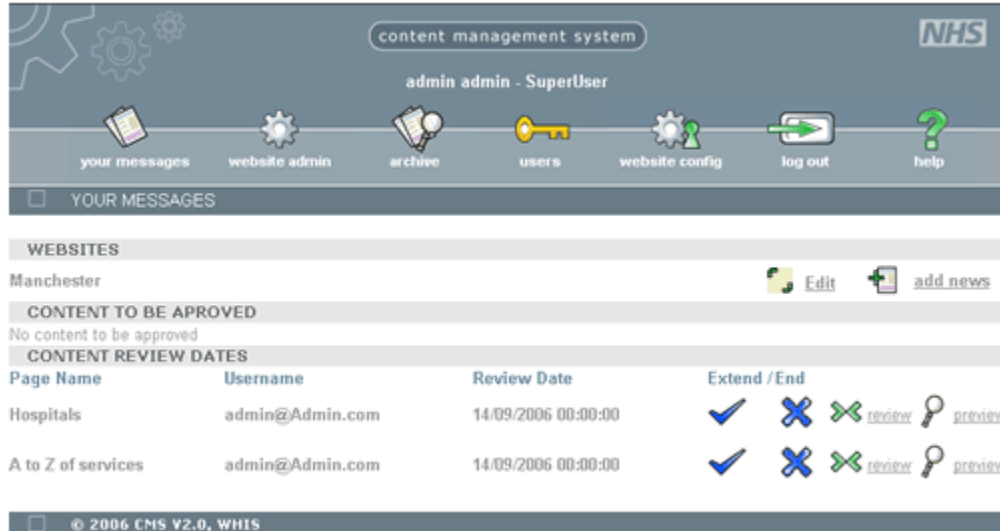 content management system
NHS
admin admin - SuperUser
your messages website admin archive users website config log out help
YOUR MESSAGES
WEBSITES
Manchester Edit add news
CONTENT TO BE APROVED
No content to be approved
CONTENT REVIEW DATES
Page Name Username Review Date Extend / End
Hospitals admin@Admin.com 14/09/2006 00:00:00 review preview
A to Z of services admin@Admin.com 14/09/2006 00:00:00 review preview
© 2006 CMS V2.0, WHIS